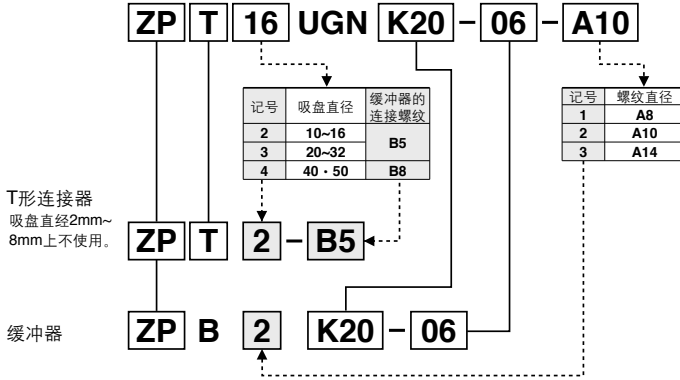 ZP T 16 UGN K20 - 06 - A10
记号 吸盘直径 缓冲器的连接螺纹
2 10~16 B5
3 20~32
4 40・50 B8
记号 螺纹直径
1 A8
2 A10
3 A14
T形连接器
吸盘直经2mm~
8mm上不使用。
ZP T 2 - B5
缓冲器 ZP B 2 K20 - 06